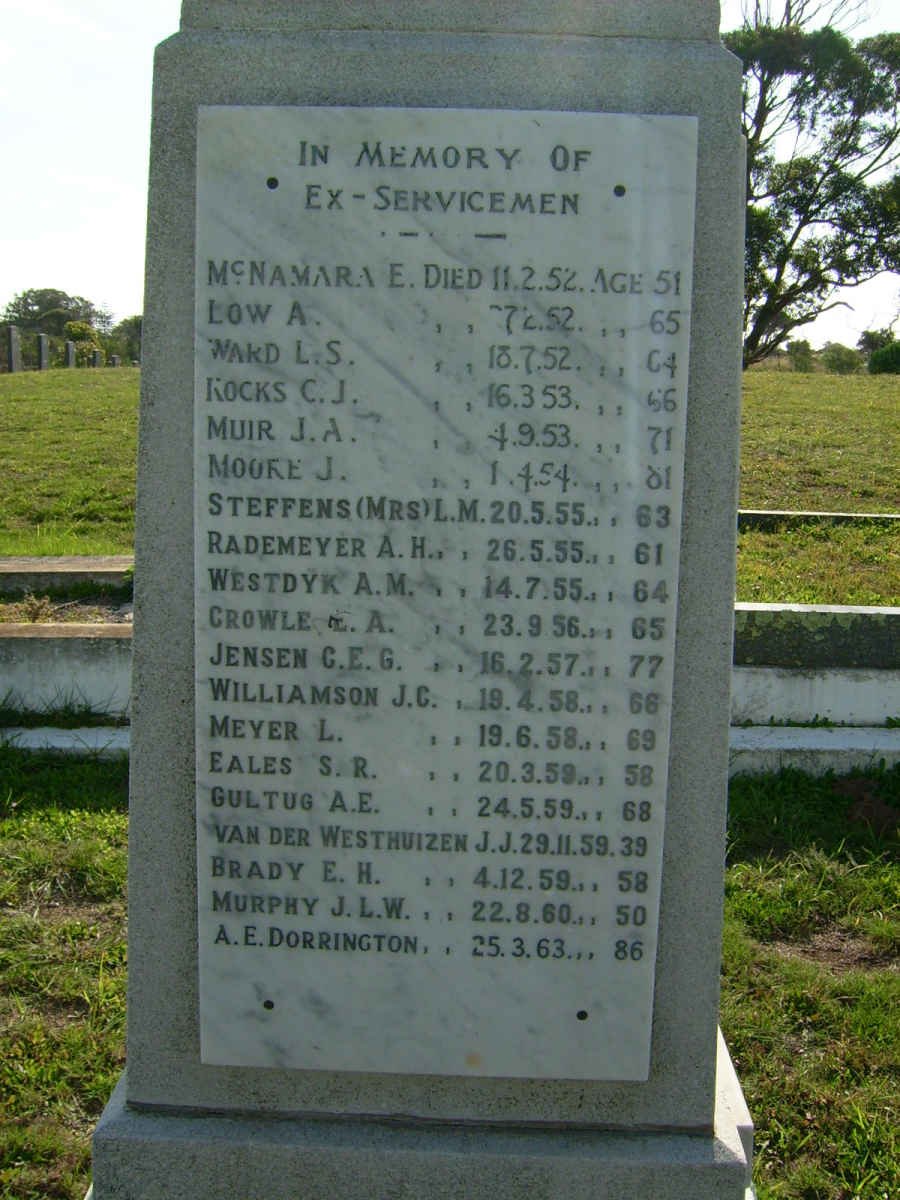 IN MEMORY OF
EX-SERVICEMEN
McNAMARA E. DIED 11.2.52. AGE 51
LOW A. , , , , 65
WARD L.S. , , 18.7.52. , , 64
ROCKS C.J. , , 16.3 53. , , 66
MUIR J.A. , , 4.9.53. , , 71
MOORE J. , , 1.4.54. , , 81
STEFFENS (MRS) L.M. 20.5.55. , , 63
RADEMEYER A.H. , , 26.5.55. , , 61
WESTDYK A.M. , , 14.7.55. , , 64
CROWLE E.A. , , 23.9 56. , , 65
JENSEN C.E.G. , , 16.2.57. , , 77
WILLIAMSON J.C. , 19.4.58. , , 66
MEYER L. , , 19.6.58. , , 69
EALES S.R. , , 20.3.59. , , 58
GULTUG A.E. , , 24.5.59. , , 68
VAN DER WESTHUIZEN J.J. 29.11.59. 39
BRADY E.H. , , 4.12.59. , , 58
MURPHY J.L.W. , , 22.8.60. , , 50
A.E. DORRINGTON , , 25.3.63. , , 86